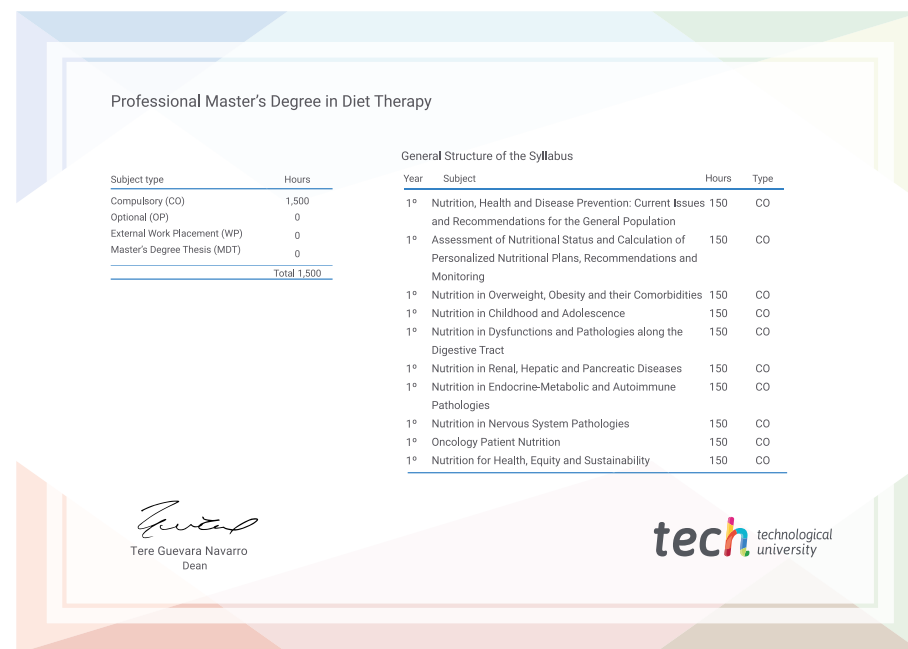 Professional Master's Degree in Diet Therapy
Subject type Hours
Compulsory (CO) 1,500
Optional (OP) 0
External Work Placement (WP) 0
Master's Degree Thesis (MDT) 0
Total 1,500
General Structure of the Syllabus
Year Subject Hours Type
1º Nutrition, Health and Disease Prevention: Current Issues 150 CO
and Recommendations for the General Population
1º Assessment of Nutritional Status and Calculation of 150 CO
Personalized Nutritional Plans, Recommendations and
Monitoring
1º Nutrition in Overweight, Obesity and their Comorbidities 150 CO
1º Nutrition in Childhood and Adolescence 150 CO
1º Nutrition in Dysfunctions and Pathologies along the 150 CO
Digestive Tract
1º Nutrition in Renal, Hepatic and Pancreatic Diseases 150 CO
1º Nutrition in Endocrine-Metabolic and Autoimmune 150 CO
Pathologies
1º Nutrition in Nervous System Pathologies 150 CO
1º Oncology Patient Nutrition 150 CO
1º Nutrition for Health, Equity and Sustainability 150 CO
Tere Guevara Navarro
Dean
tech technological
university